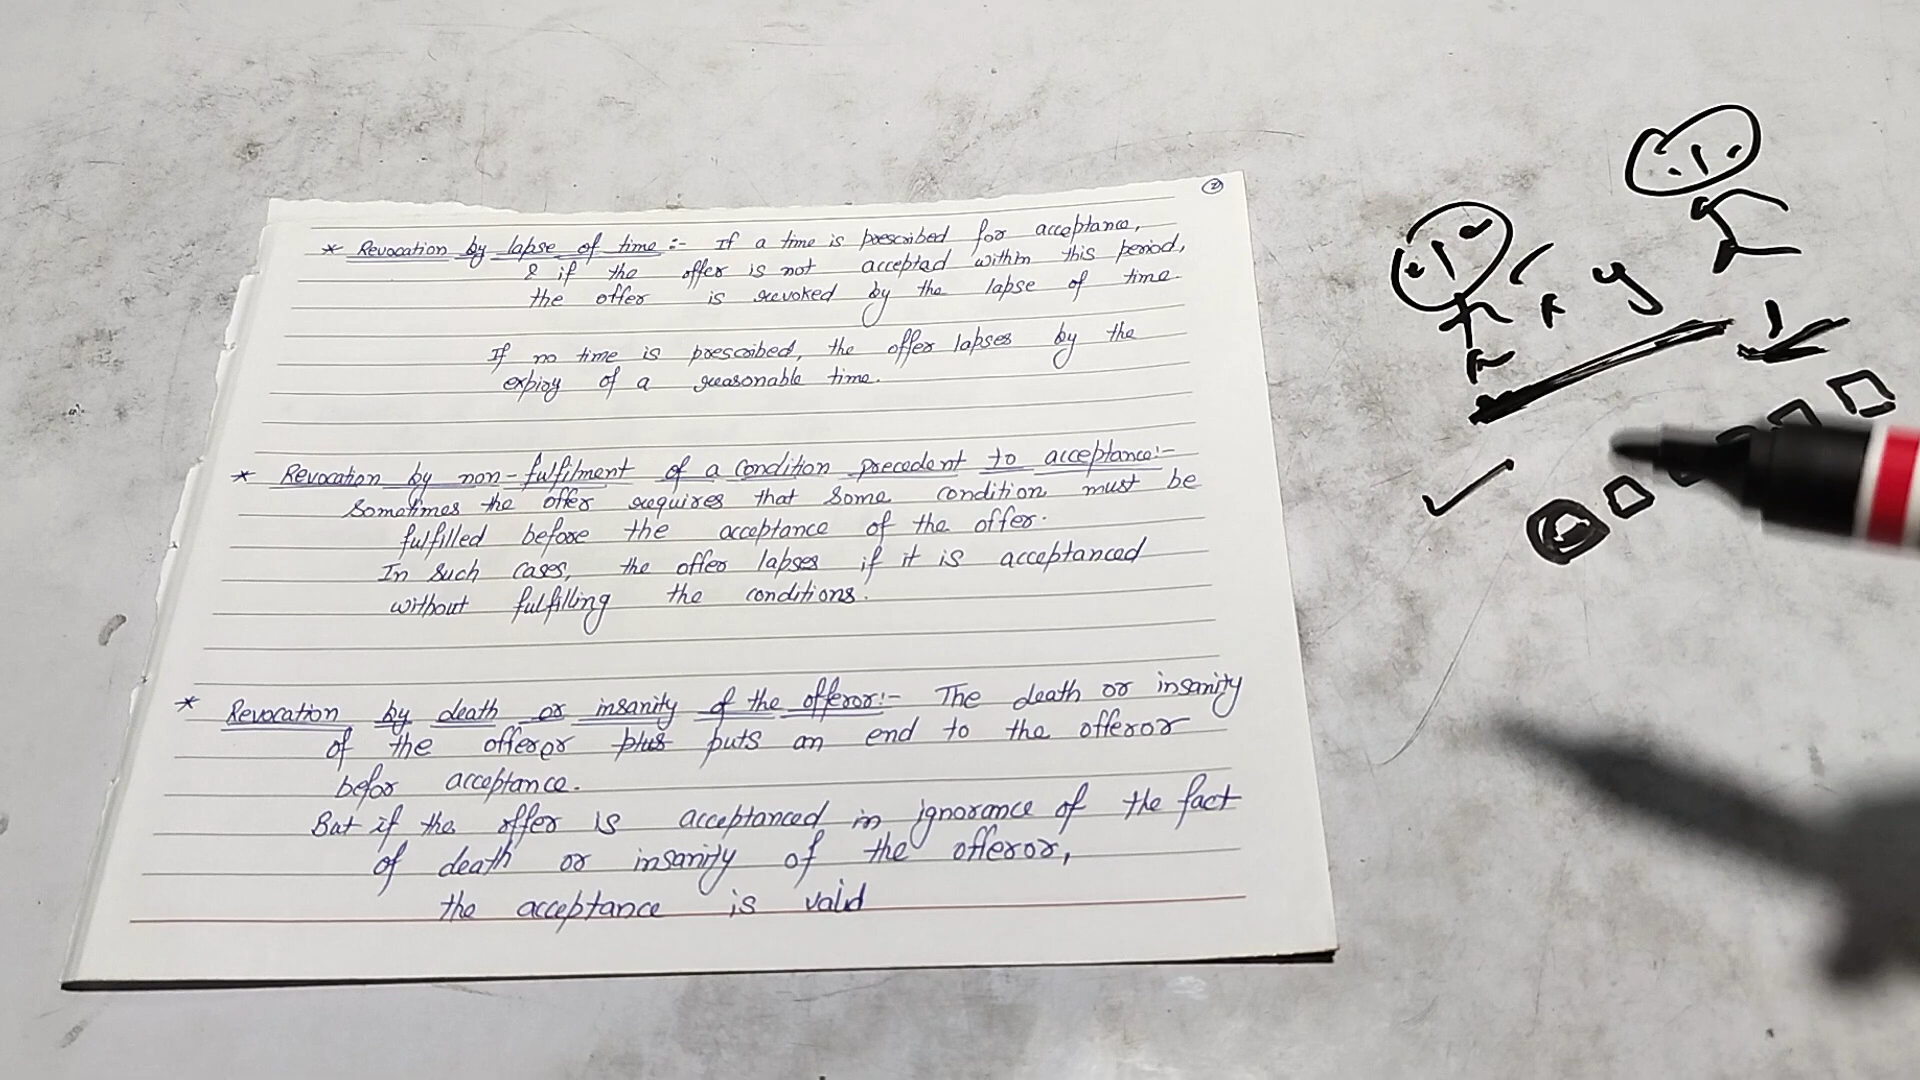 2
* Revocation by lapse of time :- If a time is prescribed for acceptance,
& if the offer is not acceptad within this period,
the offer is revoked by the lapse of time.
If no time is prescribed, the offer lapses by the
expiry of a reasonable time.
* Revocation by non-fulfilment of a condition precedent to acceptance:-
Sometimes the offer requires that some condition must be
fulfilled before the acceptance of the offer.
In such cases, the offer lapses if it is acceptanced
without fulfilling the conditions.
* Revocation by death or insanity of the offeror:- The death or insanity
of the offeror plus puts an end to the offeror
befor acceptance.
But if the offer is acceptanced in ignorance of the fact
of death or insanity of the offeror,
the acceptance is valid
y